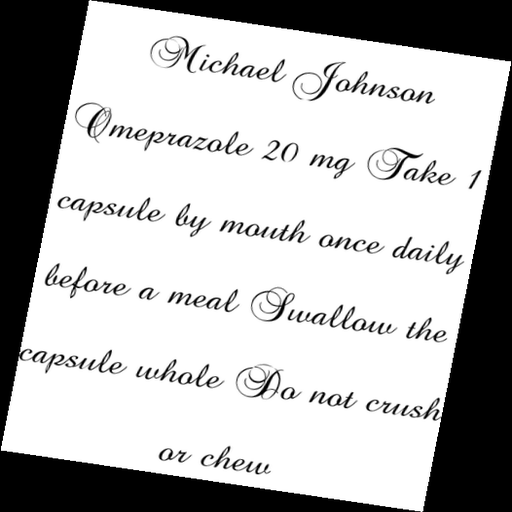 Michael Johnson
Omeprazole 20 mg Take 1
capsule by mouth once daily
before a meal Swallow the
capsule whole Do not crush
or chew